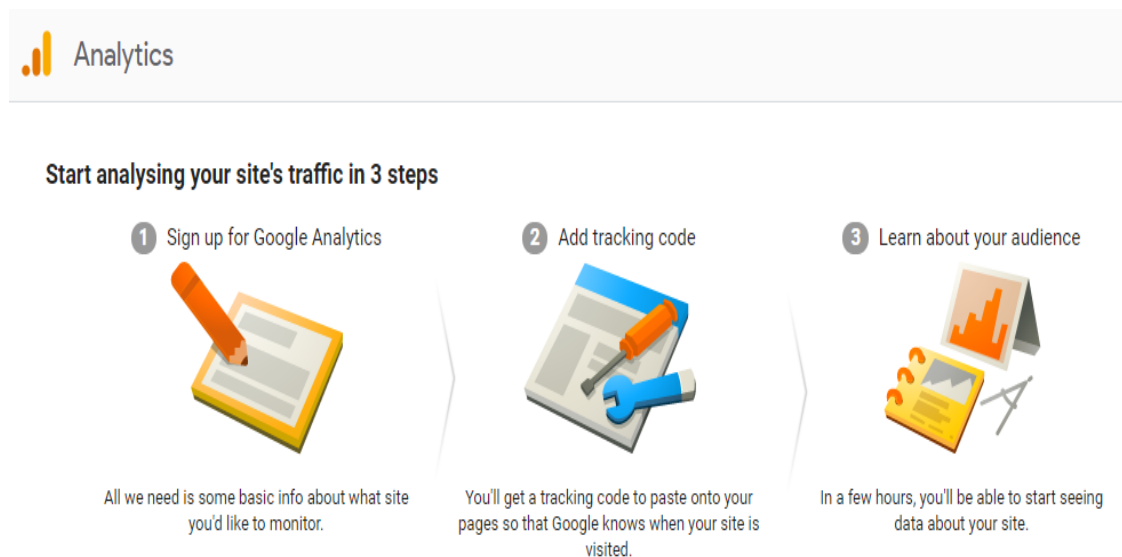 Analytics
Start analysing your site's traffic in 3 steps
1 Sign up for Google Analytics
2 Add tracking code
3 Learn about your audience
All we need is some basic info about what site
you'd like to monitor.
You'll get a tracking code to paste onto your
pages so that Google knows when your site is
visited.
In a few hours, you'll be able to start seeing
data about your site.